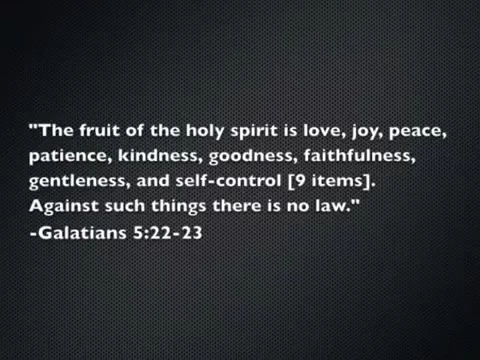 "The fruit of the holy spirit is love, joy, peace,
patience, kindness, goodness, faithfulness,
gentleness, and self-control [9 items].
Against such things there is no law."
-Galatians 5:22-23